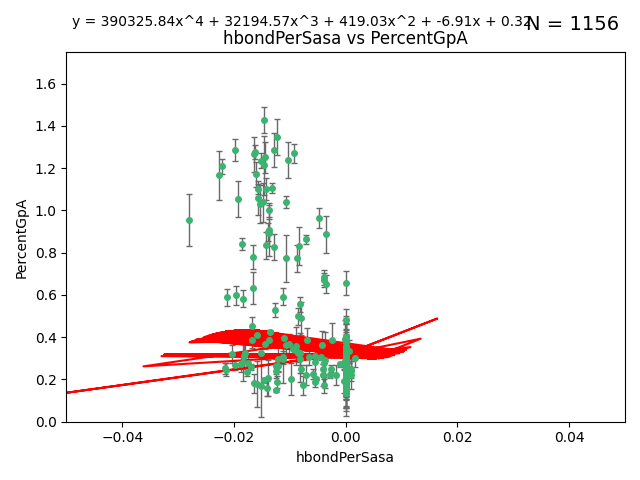 y = 390325.84x^4 + 32194.57x^3 + 419.03x^2 + -6.91x + 0.32
N = 1156
hbondPerSasa vs PercentGpA
1.6
1.4
1.2
1.0
0.8
0.6
0.4
0.2
0.0
PercentGpA
−0.04 −0.02 0.00 0.02 0.04
hbondPerSasa